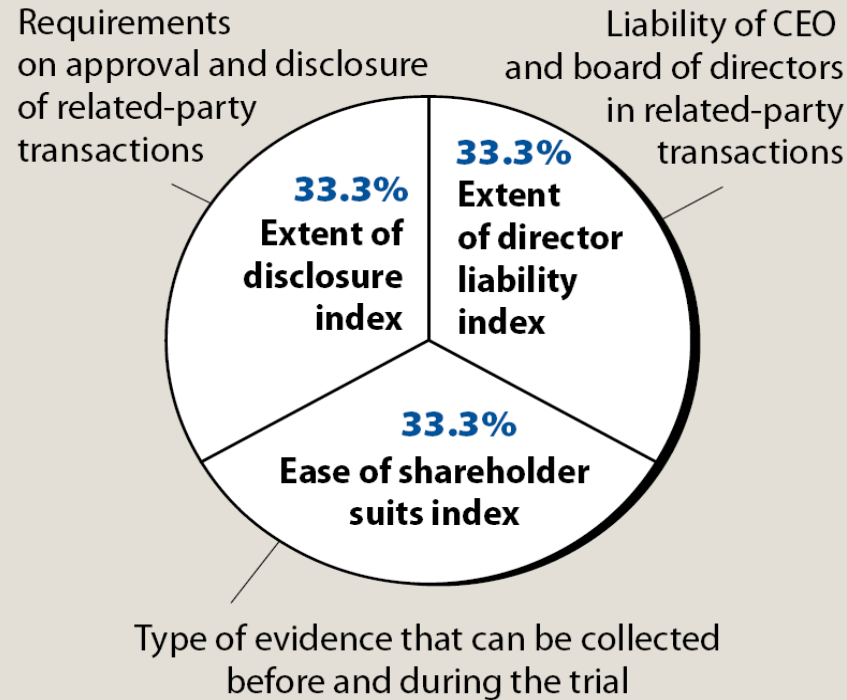 Requirements
on approval and disclosure
of related-party
transactions
Liability of CEO
and board of directors
in related-party
transactions
33.3%
Extent of
disclosure
index
33.3%
Extent
of director
liability
index
33.3%
Ease of shareholder
suits index
Type of evidence that can be collected
before and during the trial